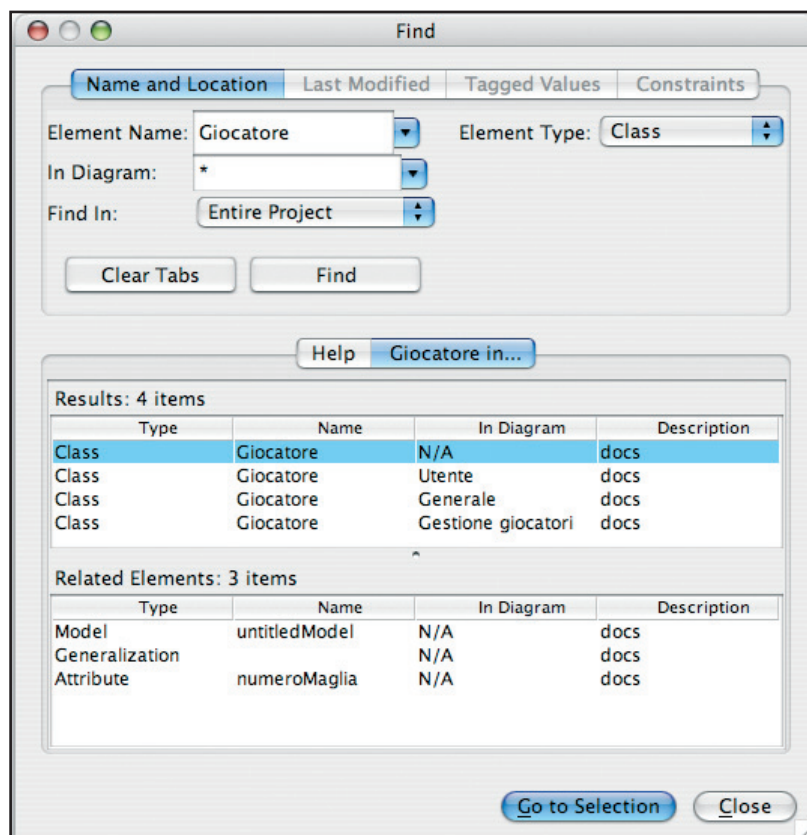 Find
Name and Location Last Modified Tagged Values Constraints
Element Name: Giocatore Element Type: Class
In Diagram: *
Find In: Entire Project
Clear Tabs Find
Help Giocatore in...
Results: 4 items
Type Name In Diagram Description
Class Giocatore N/A docs
Class Giocatore Utente docs
Class Giocatore Generale docs
Class Giocatore Gestione giocatori docs
Related Elements: 3 items
Type Name In Diagram Description
Model untitledModel N/A docs
Generalization N/A docs
Attribute numeroMaglia N/A docs
Go to Selection Close